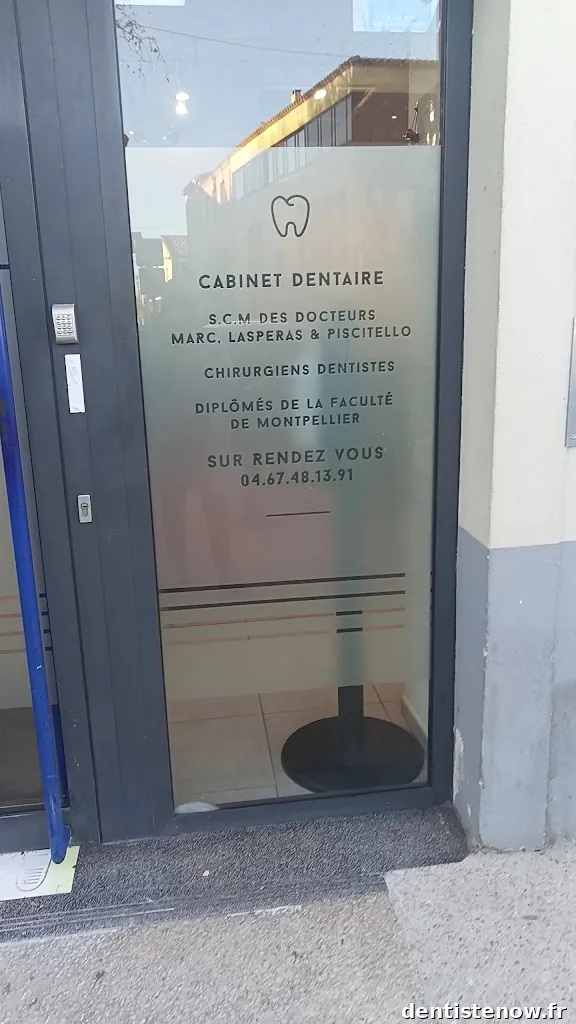 CABINET DENTAIRE
S.C.M DES DOCTEURS
MARC, LASPERAS & PISCITELLO
CHIRURGIENS DENTISTES
DIPLÔMÉS DE LA FACULTÉ
DE MONTPELLIER
SUR RENDEZ VOUS
04.67.48.13.91
dentistenow.fr